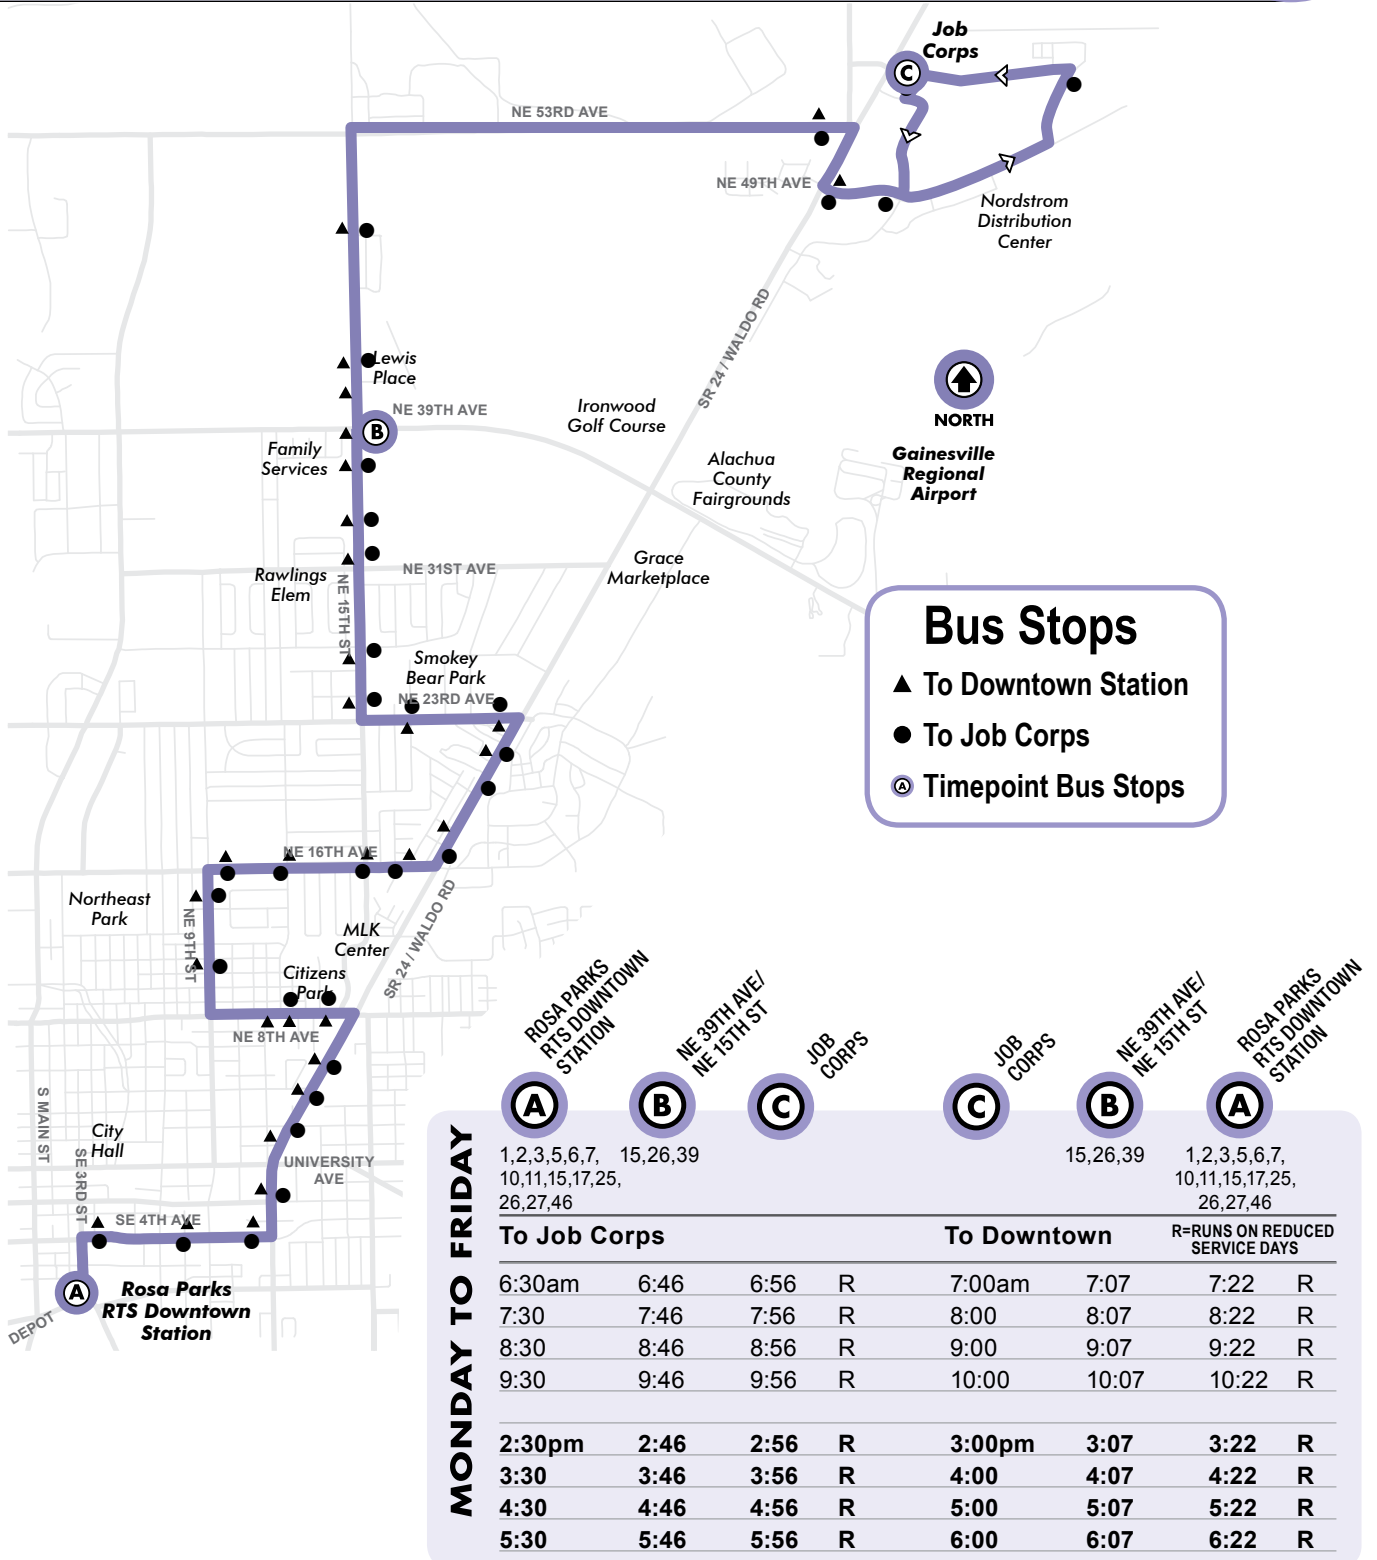 Job
Corps
C
NE 53RD AVE
NE 49TH AVE
Nordstrom
Distribution
Center
SR 24 / WALDO RD
Lewis
Place
NE 39TH AVE
B
Ironwood
Golf Course
NORTH
Family
Services
Alachua
County
Fairgrounds
Gainesville
Regional
Airport
Rawlings
Elem
NE 31ST AVE
NE 15TH ST
Grace
Marketplace
Smokey
Bear Park
NE 23RD AVE
Bus Stops
To Downtown Station
To Job Corps
A Timepoint Bus Stops
NE 16TH AVE
Northeast
Park
NE 9TH ST
MLK
Center
SR 24 / WALDO RD
Citizens
Park
NE 8TH AVE
S MAIN ST
City
Hall
SE 3RD ST
UNIVERSITY
AVE
SE 4TH AVE
A
Rosa Parks
RTS Downtown
Station
DEPOT
MONDAY TO FRIDAY
ROSA PARKS
RTS DOWNTOWN
STATION
NE 39TH AVE/
NE 15TH ST
JOB
CORPS
JOB
CORPS
NE 39TH AVE/
NE 15TH ST
ROSA PARKS
RTS DOWNTOWN
STATION
A B C C B A
1,2,3,5,6,7, 15,26,39 15,26,39 1,2,3,5,6,7,
10,11,15,17,25, 10,11,15,17,25,
26,27,46 26,27,46
To Job Corps To Downtown R=RUNS ON REDUCED
SERVICE DAYS
6:30am 6:46 6:56 R 7:00am 7:07 7:22 R
7:30 7:46 7:56 R 8:00 8:07 8:22 R
8:30 8:46 8:56 R 9:00 9:07 9:22 R
9:30 9:46 9:56 R 10:00 10:07 10:22 R
2:30pm 2:46 2:56 R 3:00pm 3:07 3:22 R
3:30 3:46 3:56 R 4:00 4:07 4:22 R
4:30 4:46 4:56 R 5:00 5:07 5:22 R
5:30 5:46 5:56 R 6:00 6:07 6:22 R